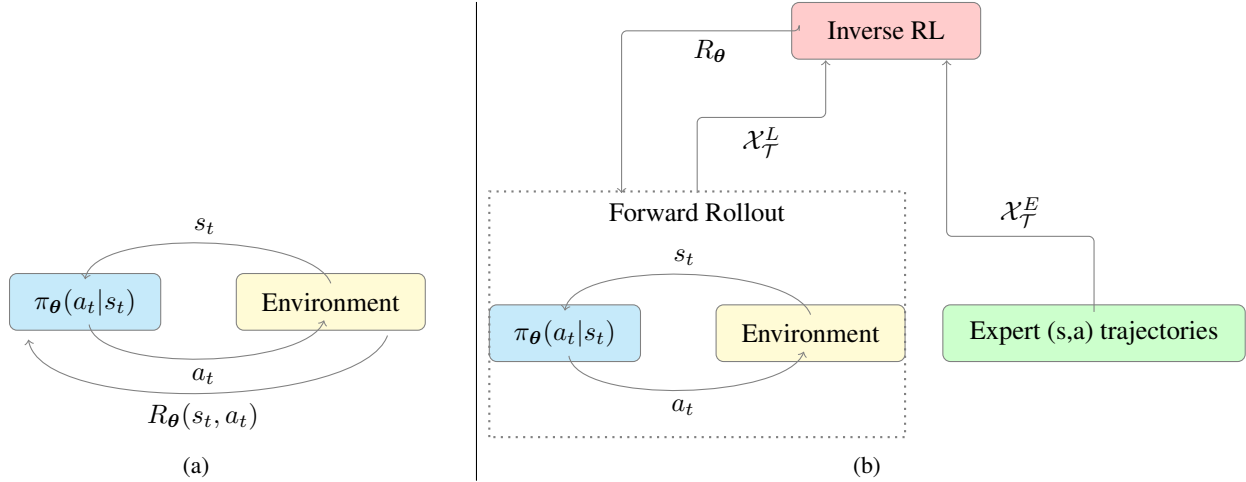 s_t
π_θ(a_t|s_t)
Environment
a_t
R_θ(s_t, a_t)
(a)
Inverse RL
R_θ
𝒳_𝒯^L
𝒳_𝒯^E
Forward Rollout
s_t
π_θ(a_t|s_t)
Environment
Expert (s,a) trajectories
a_t
(b)